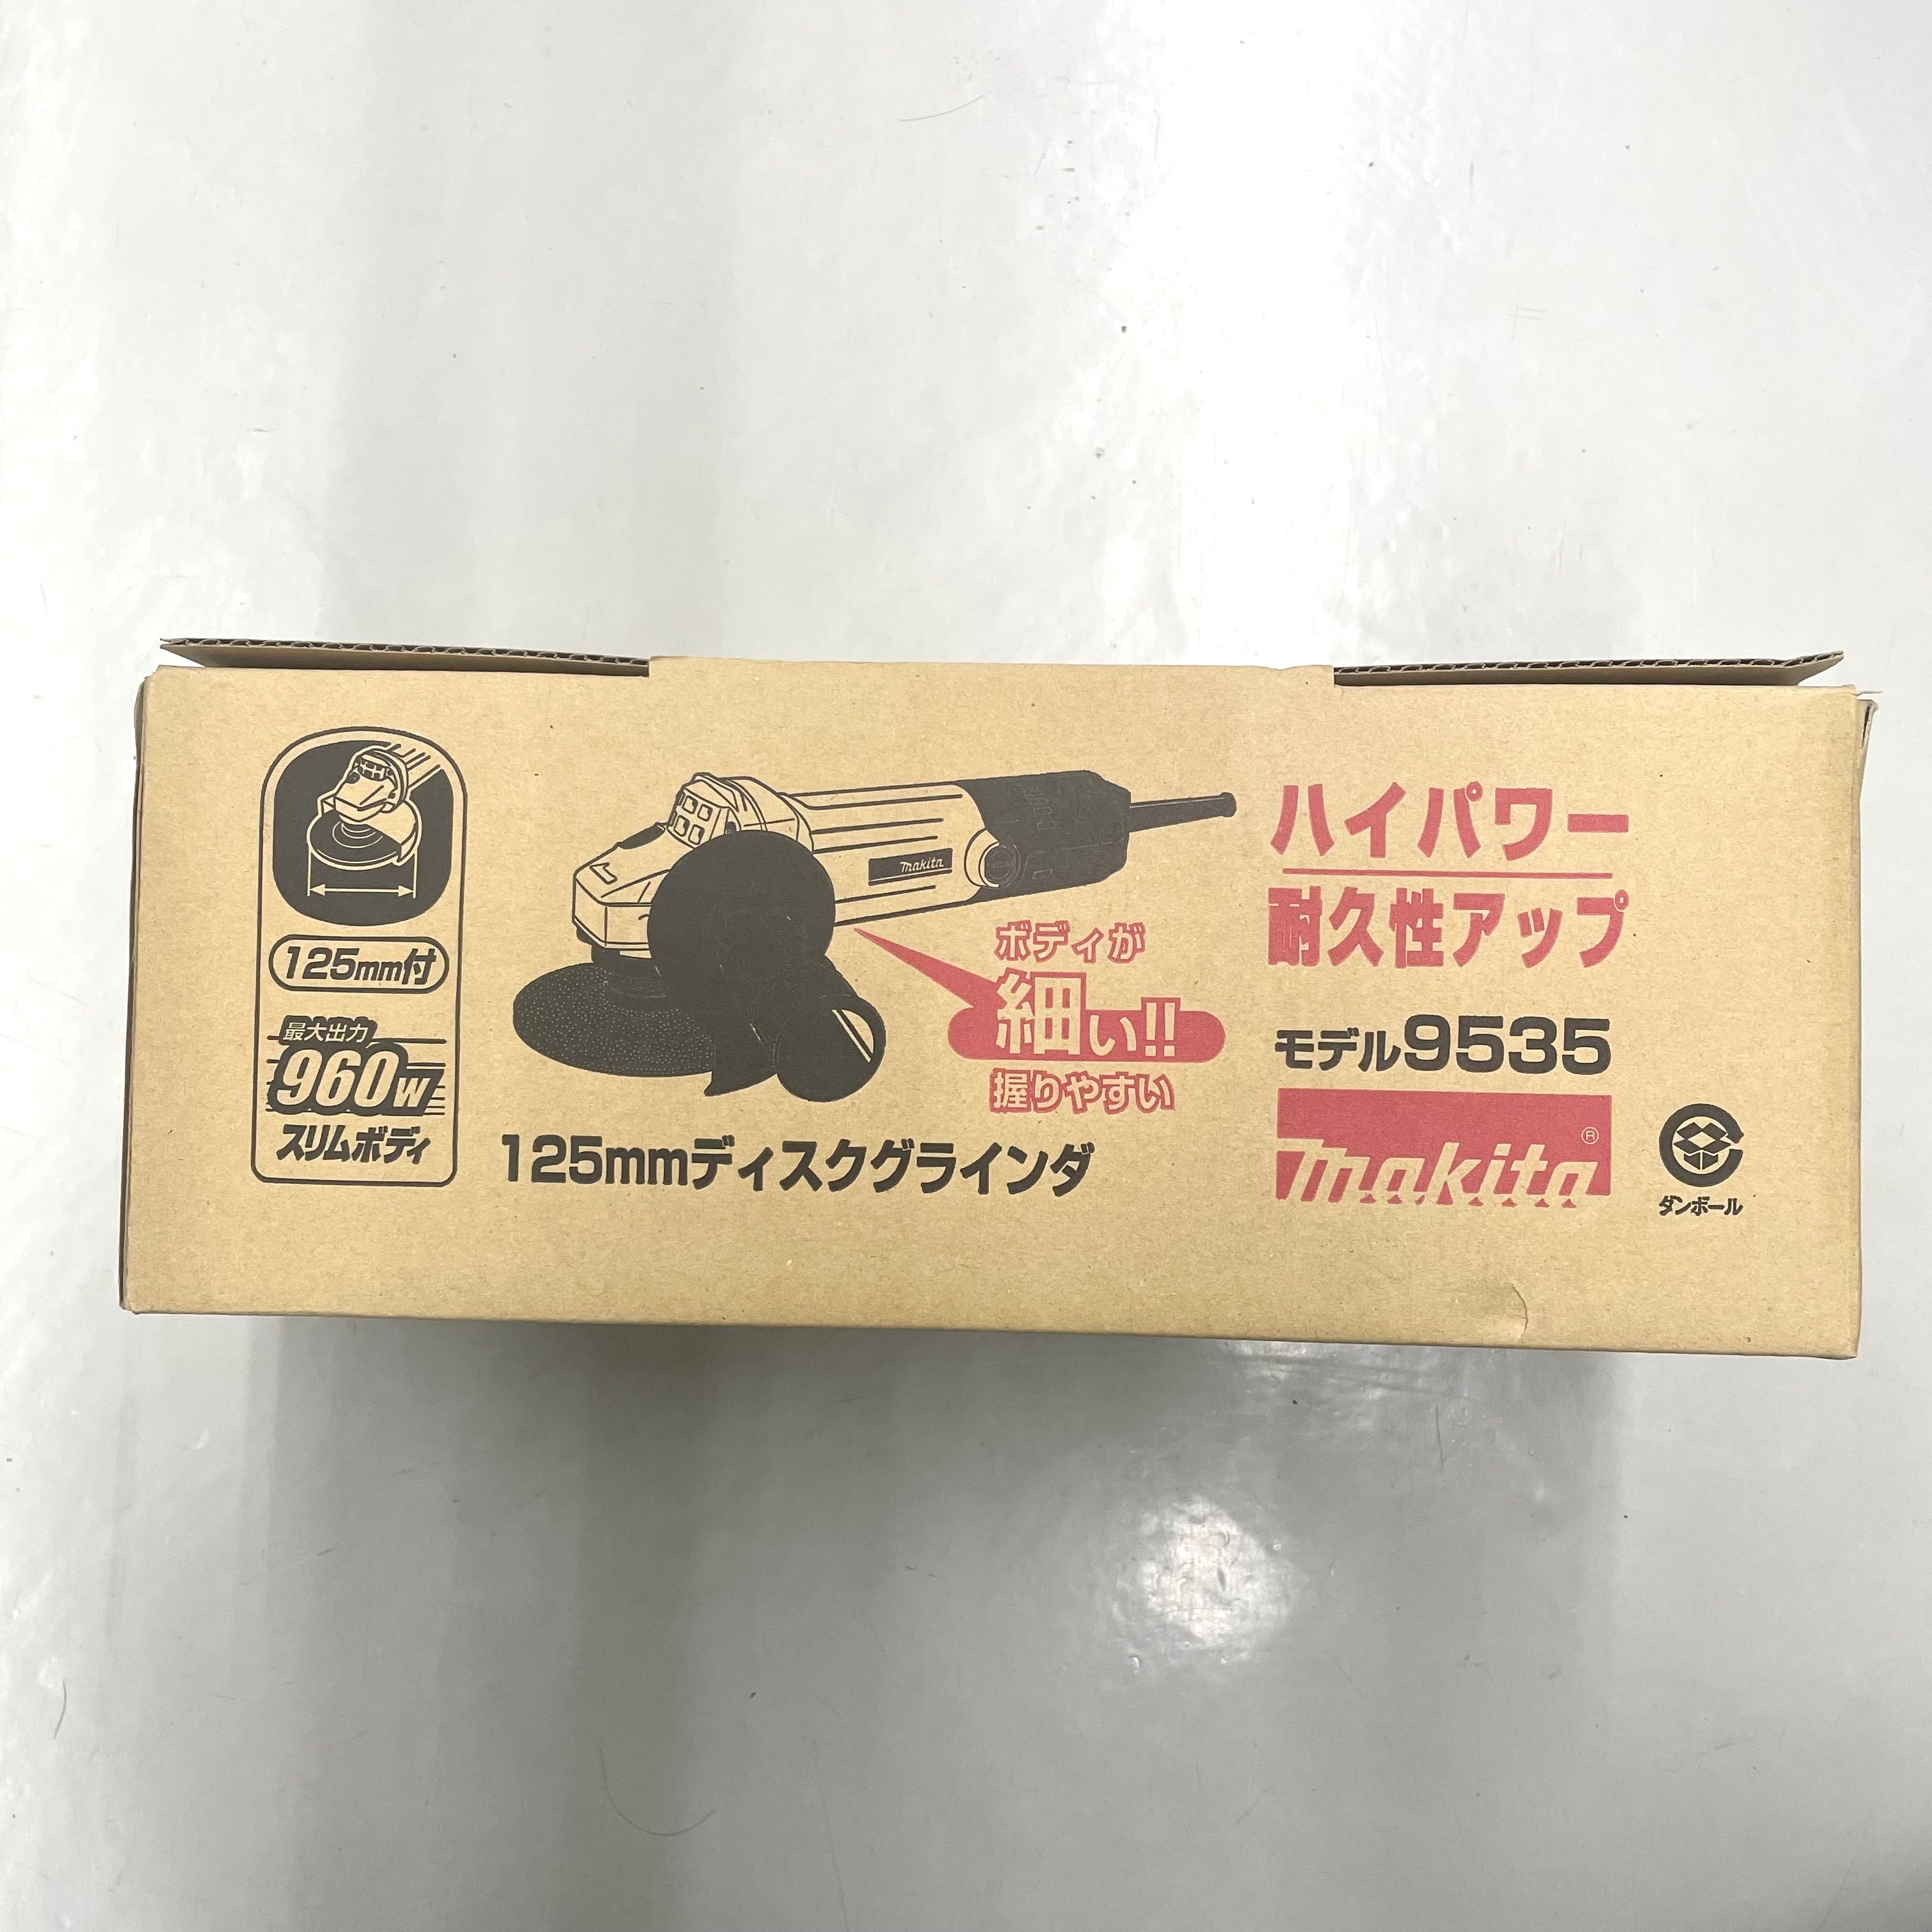 125mm付
最大出力
960W
スリムボディ
makita
ボディが
細い!!
握りやすい
125mmディスクグラインダ
ハイパワー
耐久性アップ
モデル9535
makita®
ダンボール